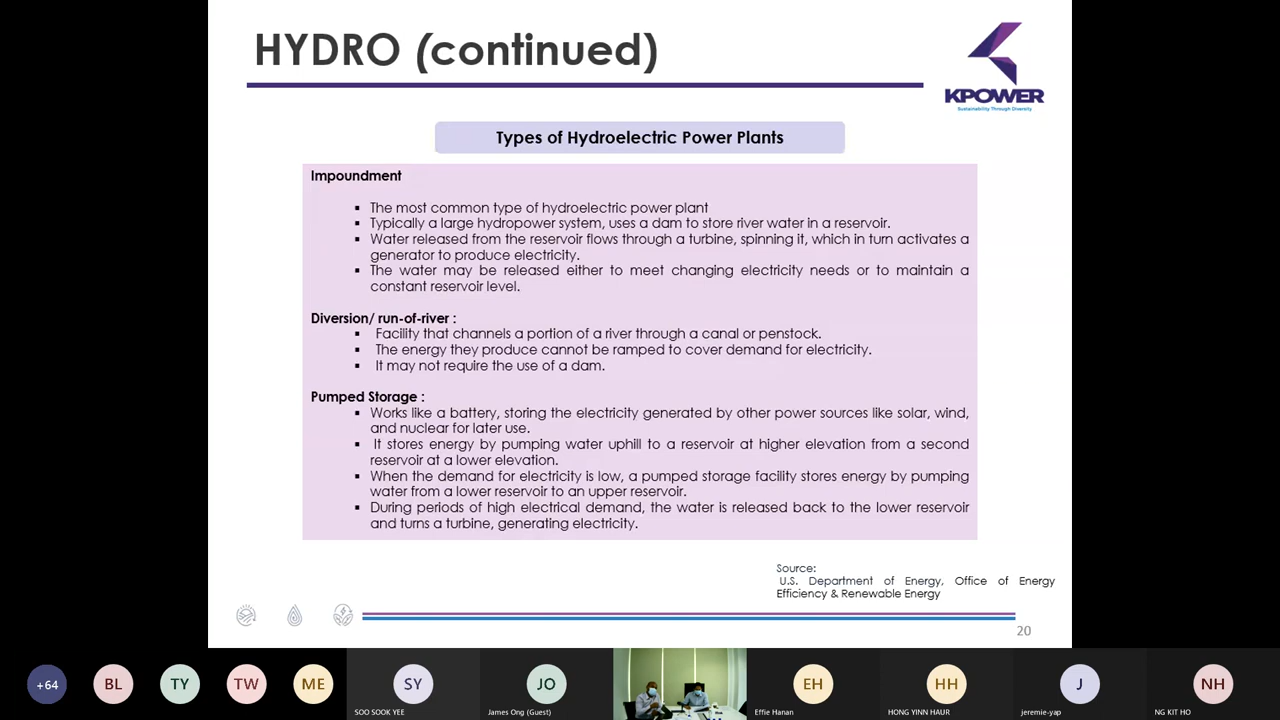 HYDRO (continued)
KPOWER
Sustainability Through Diversity
Types of Hydroelectric Power Plants
Impoundment
▪ The most common type of hydroelectric power plant
▪ Typically a large hydropower system, uses a dam to store river water in a reservoir.
▪ Water released from the reservoir flows through a turbine, spinning it, which in turn activates a
generator to produce electricity.
▪ The water may be released either to meet changing electricity needs or to maintain a
constant reservoir level.
Diversion/ run-of-river :
▪ Facility that channels a portion of a river through a canal or penstock.
▪ The energy they produce cannot be ramped to cover demand for electricity.
▪ It may not require the use of a dam.
Pumped Storage :
▪ Works like a battery, storing the electricity generated by other power sources like solar, wind,
and nuclear for later use.
▪ It stores energy by pumping water uphill to a reservoir at higher elevation from a second
reservoir at a lower elevation.
▪ When the demand for electricity is low, a pumped storage facility stores energy by pumping
water from a lower reservoir to an upper reservoir.
▪ During periods of high electrical demand, the water is released back to the lower reservoir
and turns a turbine, generating electricity.
Source:
U.S. Department of Energy, Office of Energy
Efficiency & Renewable Energy
20
+64 BL TY TW ME SY JO EH HH J NH
SOO SOOK YEE James Ong (Guest) Effie Hanan HONG YINN HAUR jeremie-yap NG KIT HO